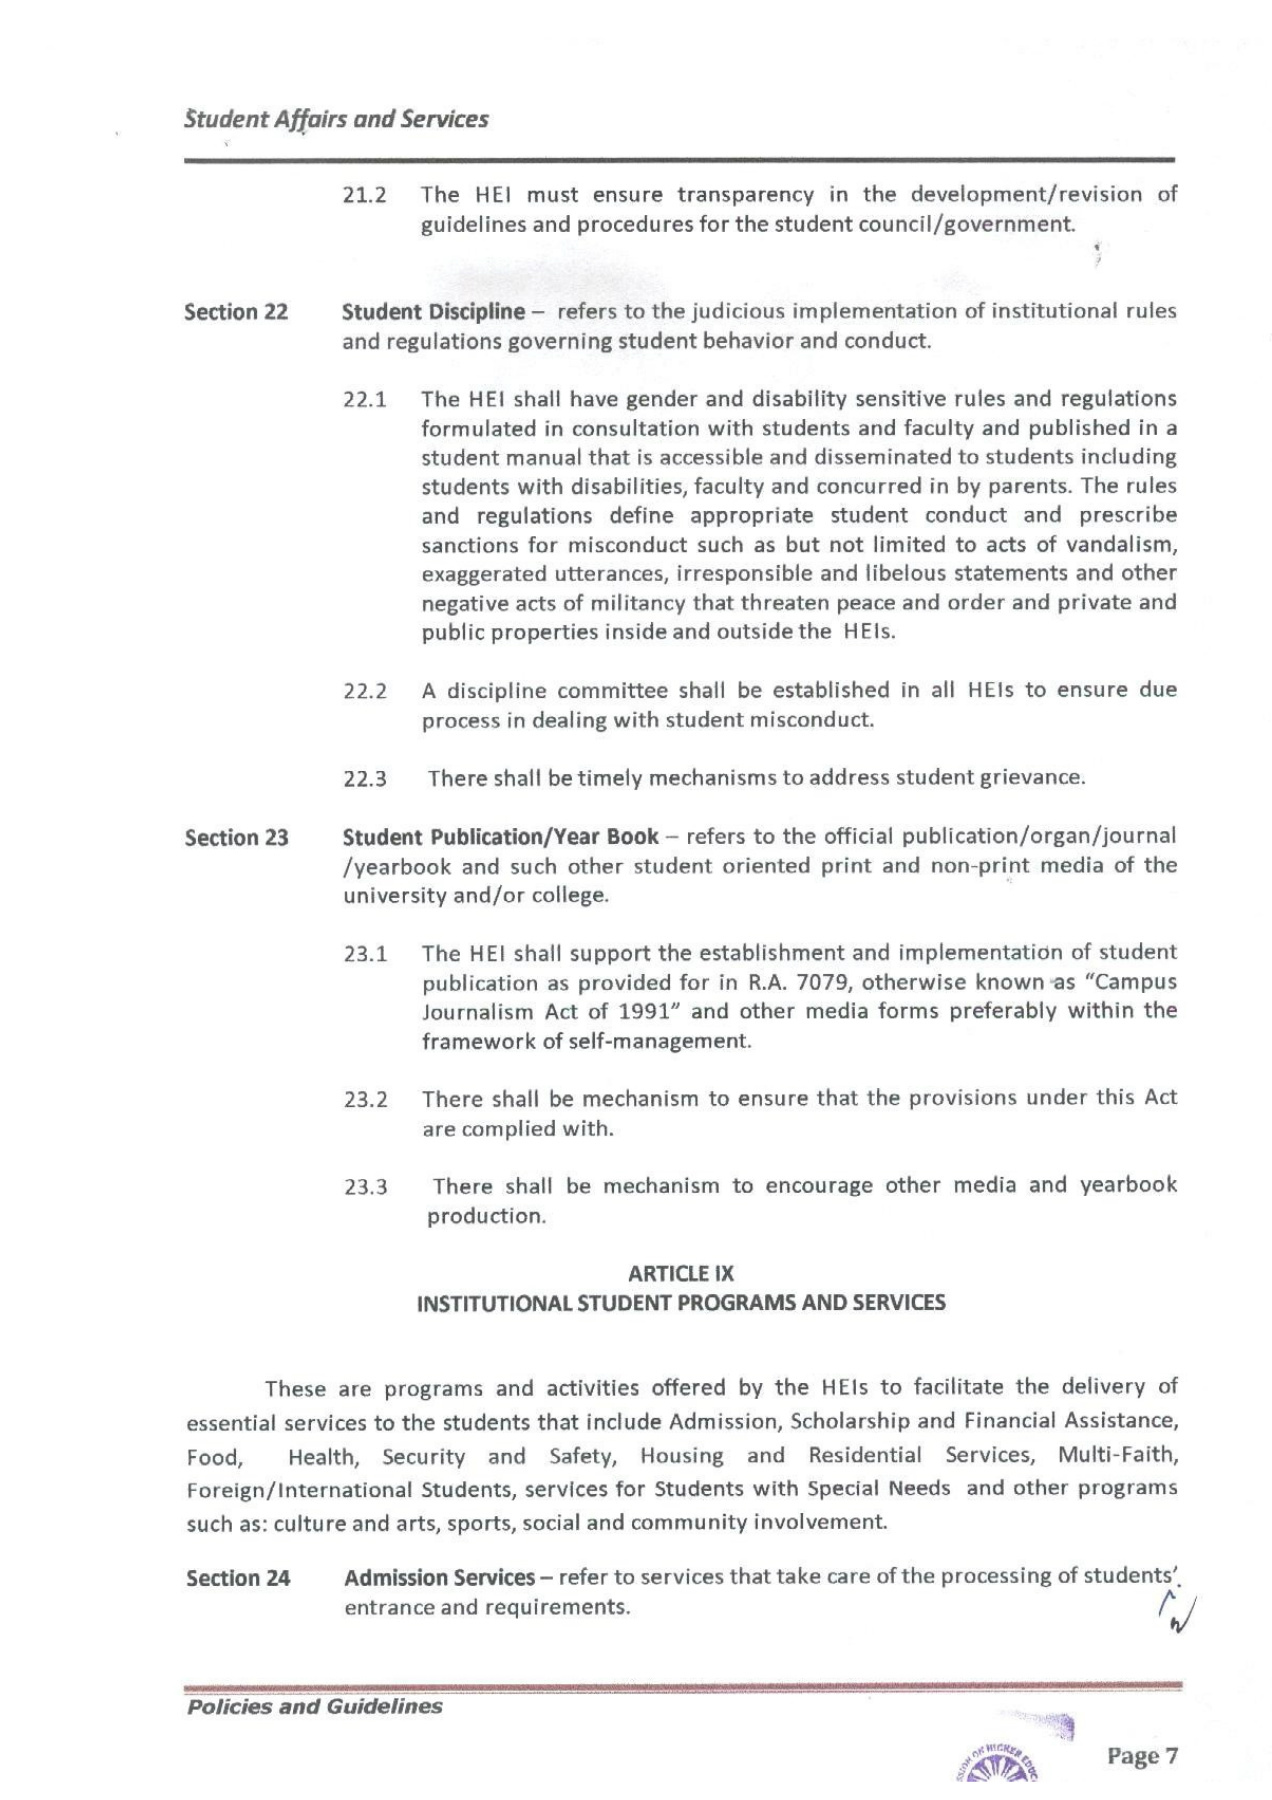 Student Affairs and Services
21.2 The HEI must ensure transparency in the development/revision of
guidelines and procedures for the student council/government.
Section 22 Student Discipline – refers to the judicious implementation of institutional rules
and regulations governing student behavior and conduct.
22.1 The HEI shall have gender and disability sensitive rules and regulations
formulated in consultation with students and faculty and published in a
student manual that is accessible and disseminated to students including
students with disabilities, faculty and concurred in by parents. The rules
and regulations define appropriate student conduct and prescribe
sanctions for misconduct such as but not limited to acts of vandalism,
exaggerated utterances, irresponsible and libelous statements and other
negative acts of militancy that threaten peace and order and private and
public properties inside and outside the HEIs.
22.2 A discipline committee shall be established in all HEIs to ensure due
process in dealing with student misconduct.
22.3 There shall be timely mechanisms to address student grievance.
Section 23 Student Publication/Year Book – refers to the official publication/organ/journal
/yearbook and such other student oriented print and non-print media of the
university and/or college.
23.1 The HEI shall support the establishment and implementation of student
publication as provided for in R.A. 7079, otherwise known as “Campus
Journalism Act of 1991” and other media forms preferably within the
framework of self-management.
23.2 There shall be mechanism to ensure that the provisions under this Act
are complied with.
23.3 There shall be mechanism to encourage other media and yearbook
production.
ARTICLE IX
INSTITUTIONAL STUDENT PROGRAMS AND SERVICES
These are programs and activities offered by the HEIs to facilitate the delivery of
essential services to the students that include Admission, Scholarship and Financial Assistance,
Food, Health, Security and Safety, Housing and Residential Services, Multi-Faith,
Foreign/International Students, services for Students with Special Needs and other programs
such as: culture and arts, sports, social and community involvement.
Section 24 Admission Services – refer to services that take care of the processing of students’
entrance and requirements.
Policies and Guidelines
ON HIGHER
Page 7